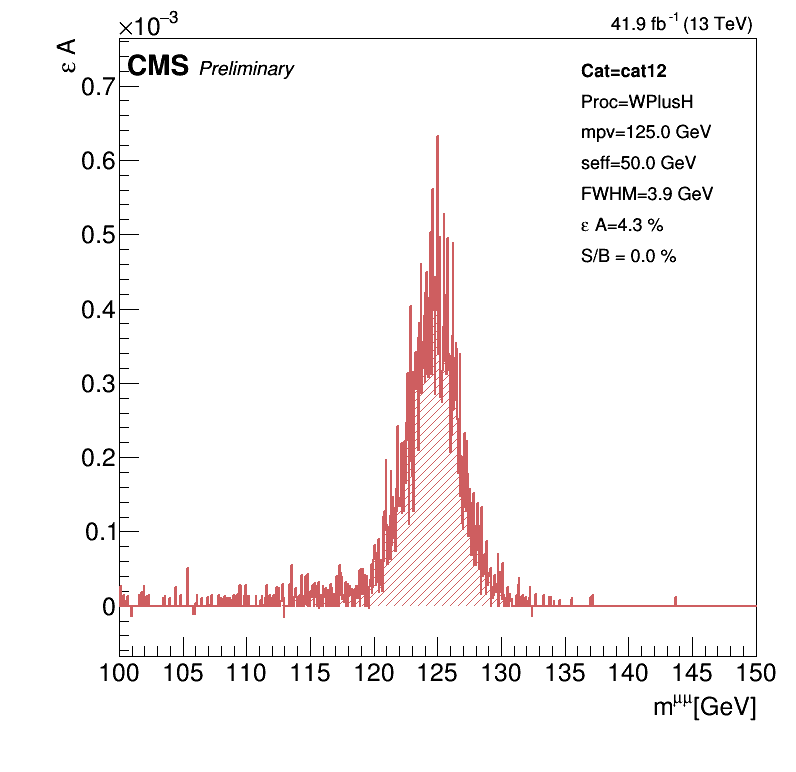 ×10⁻³
41.9 fb⁻¹ (13 TeV)
ε A
CMS Preliminary
Cat=cat12
Proc=WPlusH
mpv=125.0 GeV
seff=50.0 GeV
FWHM=3.9 GeV
ε A=4.3 %
S/B = 0.0 %
0.7
0.6
0.5
0.4
0.3
0.2
0.1
0
100 105 110 115 120 125 130 135 140 145 150
m^μμ[GeV]